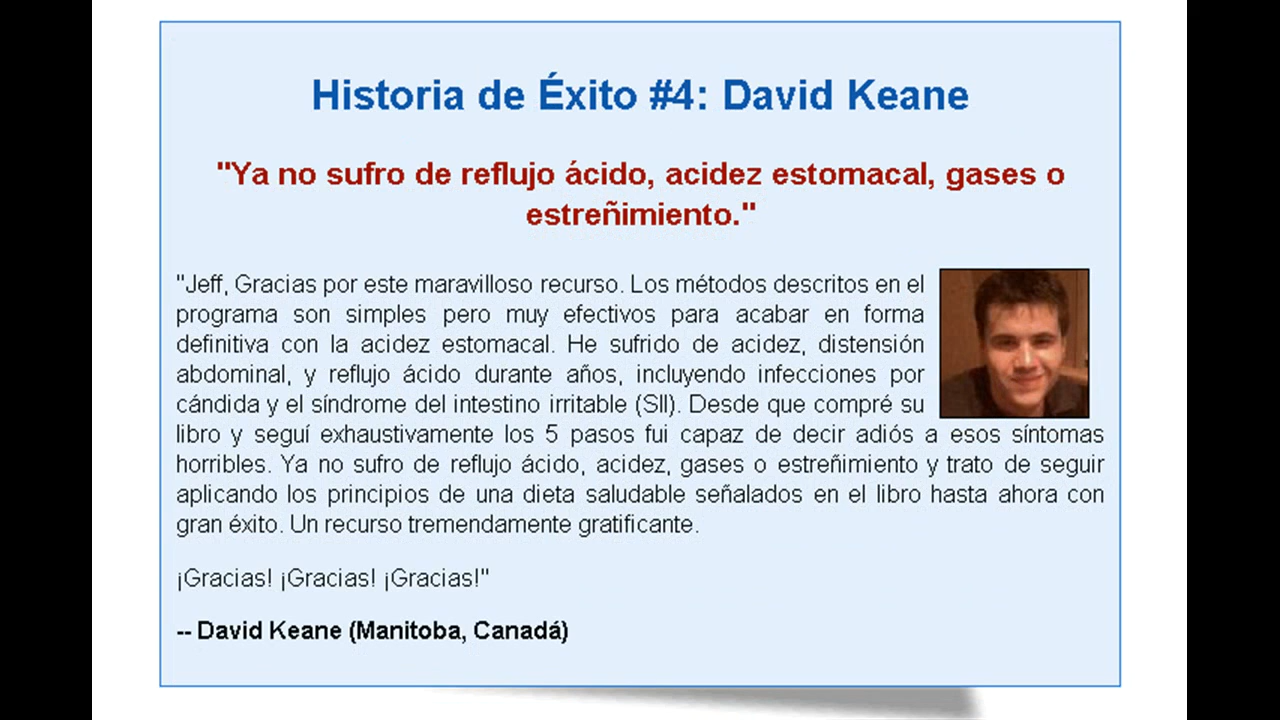 Historia de Éxito #4: David Keane
"Ya no sufro de reflujo ácido, acidez estomacal, gases o
estreñimiento."
"Jeff, Gracias por este maravilloso recurso. Los métodos descritos en el
programa son simples pero muy efectivos para acabar en forma
definitiva con la acidez estomacal. He sufrido de acidez, distensión
abdominal, y reflujo ácido durante años, incluyendo infecciones por
cándida y el síndrome del intestino irritable (SII). Desde que compré su
libro y seguí exhaustivamente los 5 pasos fui capaz de decir adiós a esos síntomas
horribles. Ya no sufro de reflujo ácido, acidez, gases o estreñimiento y trato de seguir
aplicando los principios de una dieta saludable señalados en el libro hasta ahora con
gran éxito. Un recurso tremendamente gratificante.
¡Gracias! ¡Gracias! ¡Gracias!"
-- David Keane (Manitoba, Canadá)